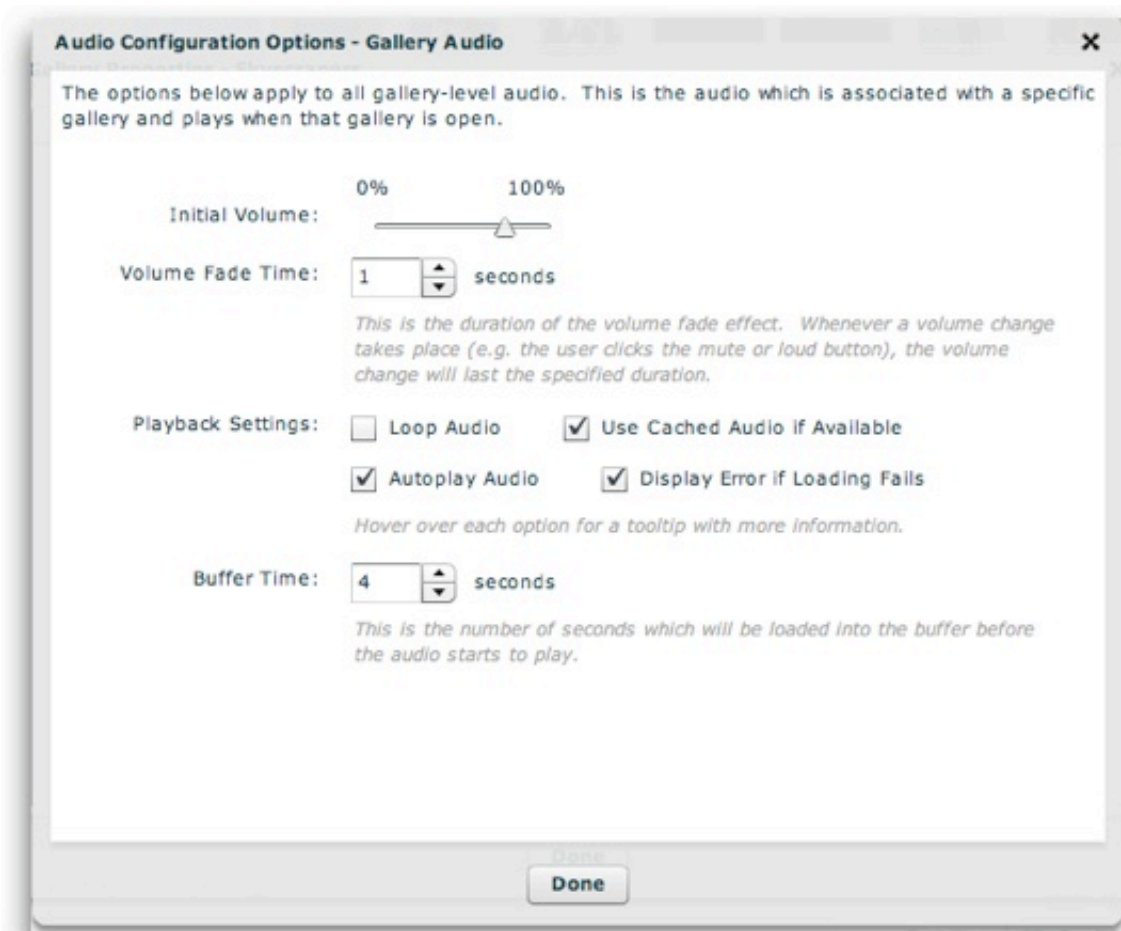 Audio Configuration Options - Gallery Audio
Gallery Properties - Skyscrapers
The options below apply to all gallery-level audio. This is the audio which is associated with a specific
gallery and plays when that gallery is open.
0% 100%
Initial Volume:
Volume Fade Time: 1 seconds
This is the duration of the volume fade effect. Whenever a volume change
takes place (e.g. the user clicks the mute or loud button), the volume
change will last the specified duration.
Playback Settings: Loop Audio Use Cached Audio if Available
Autoplay Audio Display Error if Loading Fails
Hover over each option for a tooltip with more information.
Buffer Time: 4 seconds
This is the number of seconds which will be loaded into the buffer before
the audio starts to play.
Done
Done